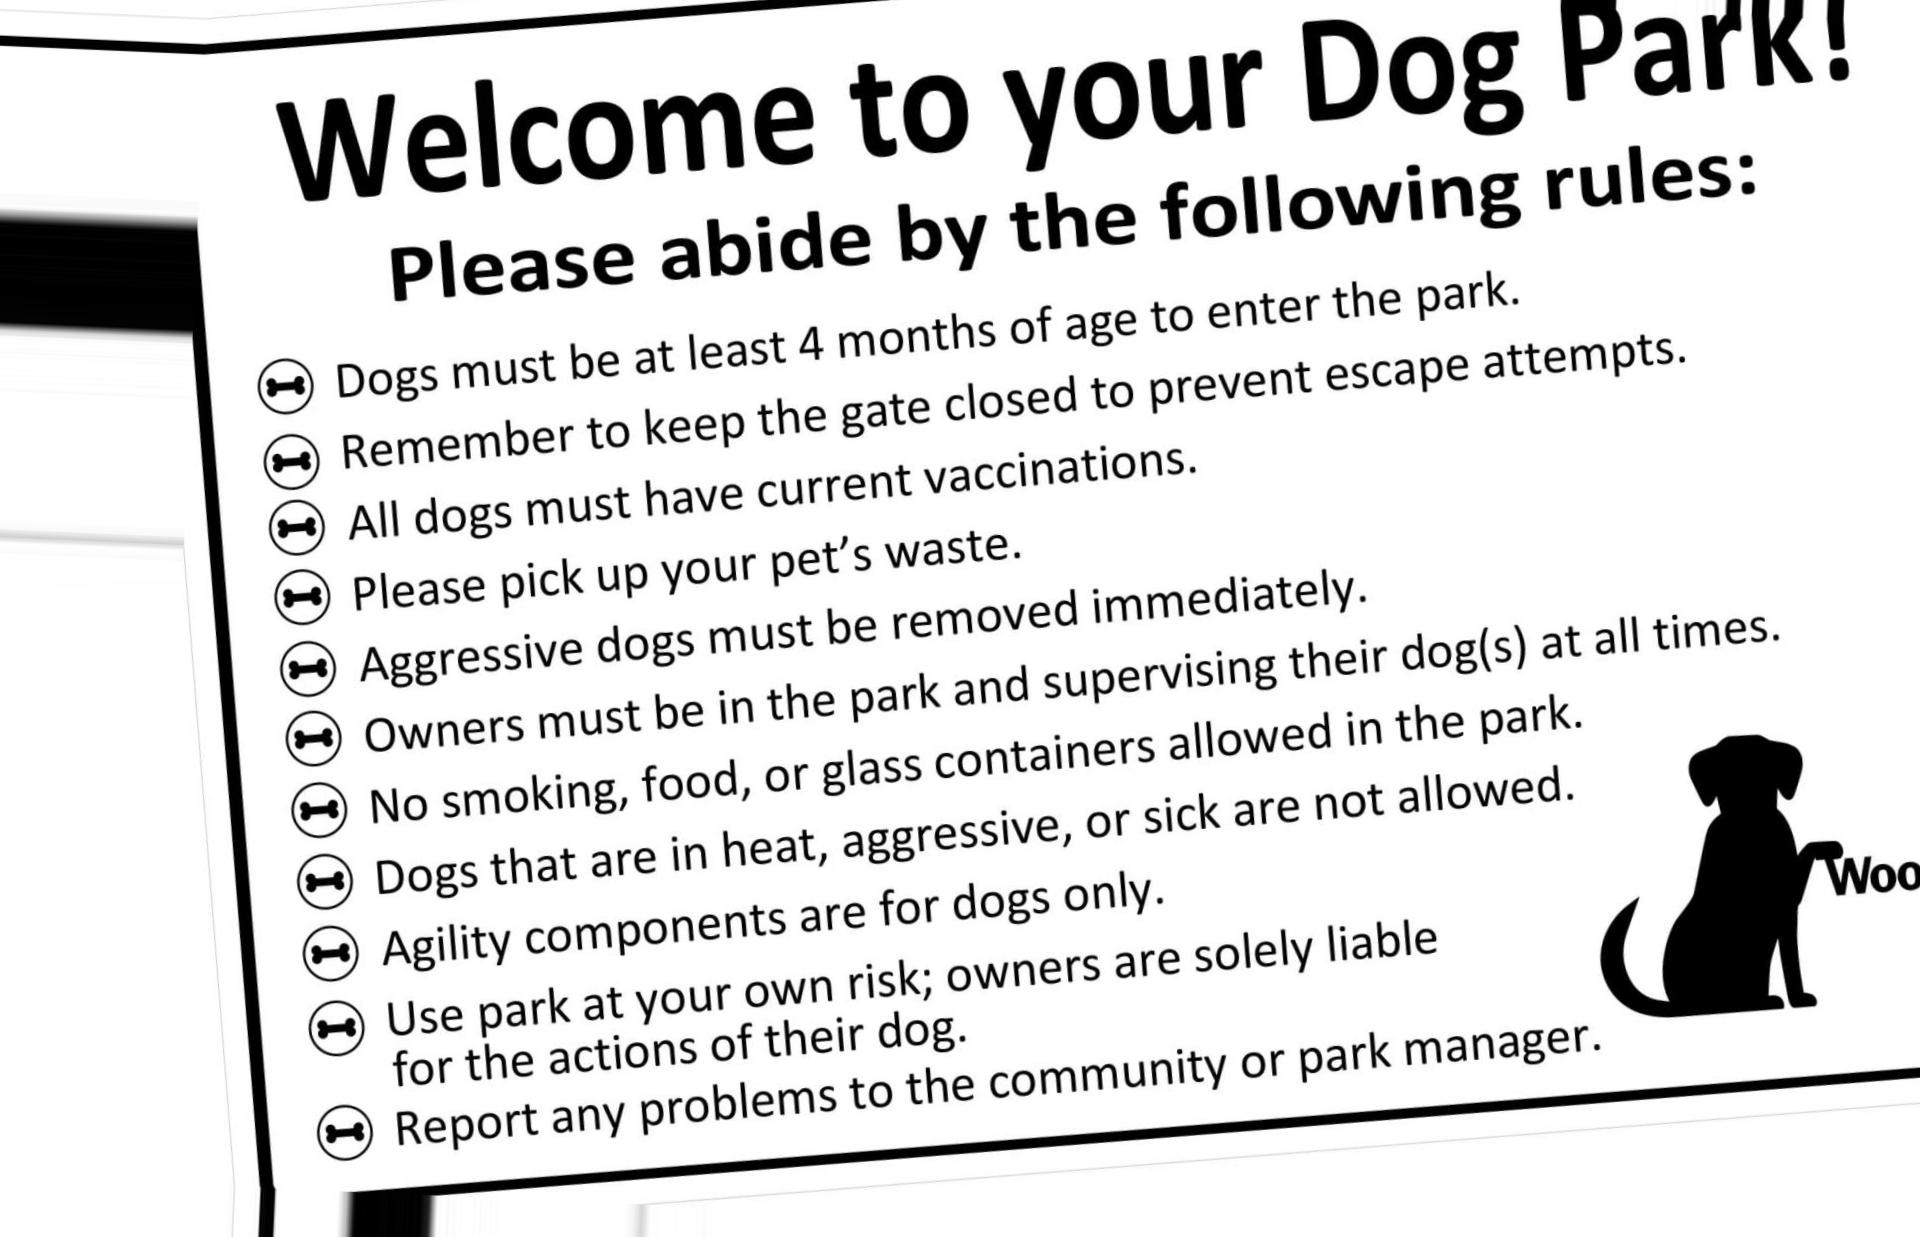 Welcome to your Dog Park!
Please abide by the following rules:
Dogs must be at least 4 months of age to enter the park.
Remember to keep the gate closed to prevent escape attempts.
All dogs must have current vaccinations.
Please pick up your pet’s waste.
Aggressive dogs must be removed immediately.
Owners must be in the park and supervising their dog(s) at all times.
No smoking, food, or glass containers allowed in the park.
Dogs that are in heat, aggressive, or sick are not allowed.
Agility components are for dogs only.
Use park at your own risk; owners are solely liable
for the actions of their dog.
Report any problems to the community or park manager.
Woo